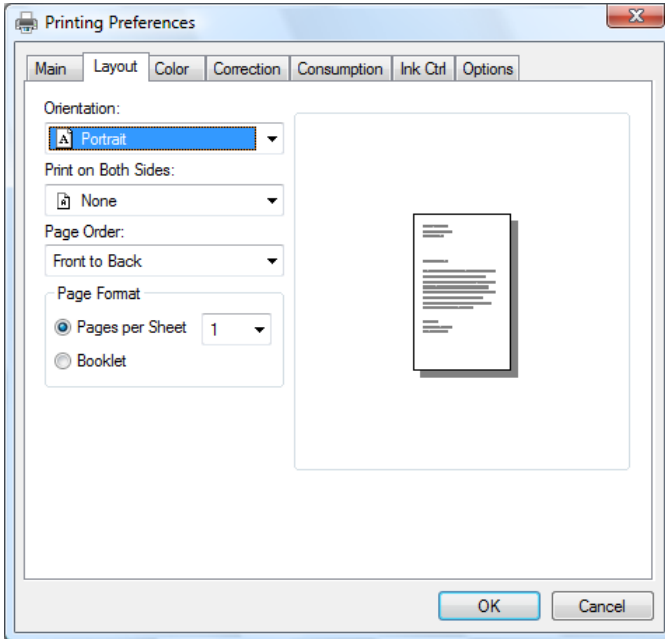 Printing Preferences
Main Layout Color Correction Consumption Ink Ctrl Options
Orientation:
Portrait
Print on Both Sides:
None
Page Order:
Front to Back
Page Format
Pages per Sheet 1
Booklet
OK Cancel